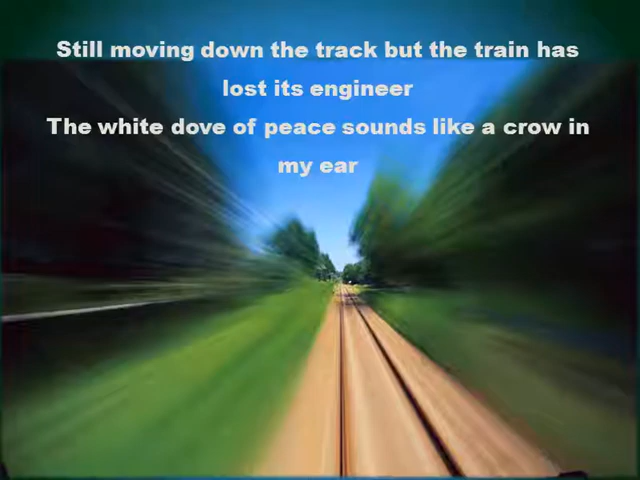 Still moving down the track but the train has
lost its engineer
The white dove of peace sounds like a crow in
my ear